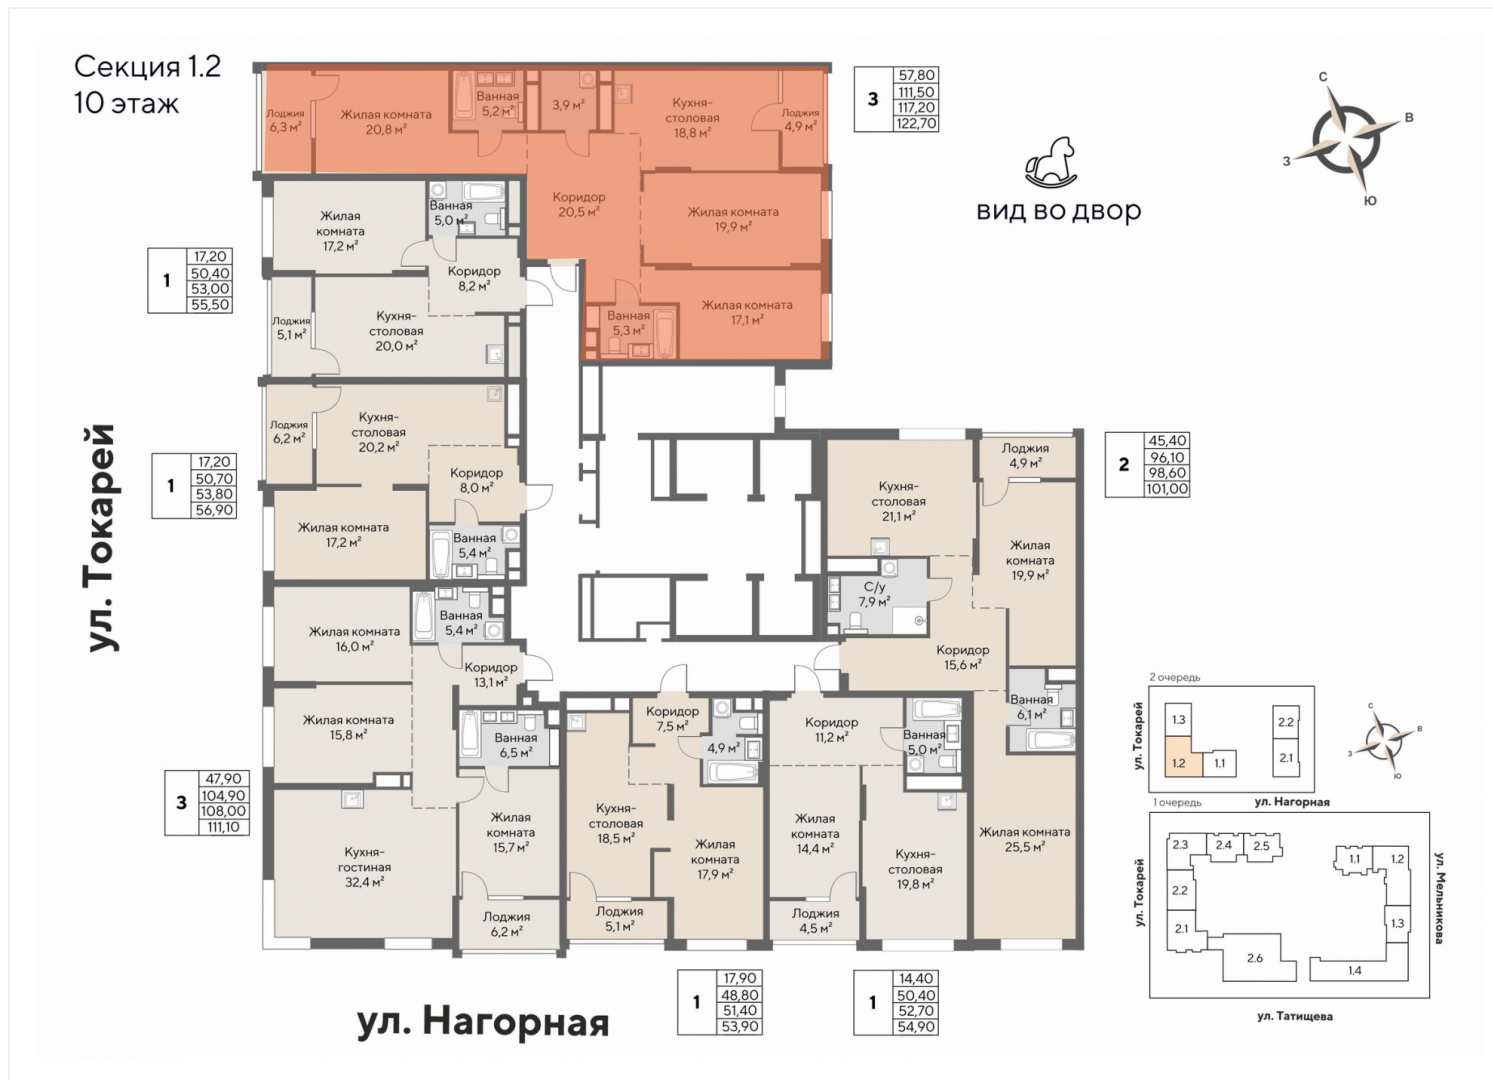 Секция 1.2
10 этаж
Лоджия
6,3 м²
Жилая комната
20,8 м²
Ванная
5,2 м²
3,9 м²
Кухня-
столовая
18,8 м²
Лоджия
4,9 м²
Коридор
20,5 м²
Жилая комната
19,9 м²
Жилая комната
17,1 м²
Ванная
5,3 м²
3
57,80
111,50
117,20
122,70
вид во двор
С
В
З
Ю
Жилая
комната
17,2 м²
Ванная
5,0 м²
Коридор
8,2 м²
Лоджия
5,1 м²
Кухня-
столовая
20,0 м²
1
17,20
50,40
53,00
55,50
Лоджия
6,2 м²
Кухня-
столовая
20,2 м²
Коридор
8,0 м²
Жилая комната
17,2 м²
Ванная
5,4 м²
1
17,20
50,70
53,80
56,90
ул. Токарей
Жилая комната
16,0 м²
Ванная
5,4 м²
Коридор
13,1 м²
Жилая комната
15,8 м²
Ванная
6,5 м²
Кухня-
гостиная
32,4 м²
Жилая
комната
15,7 м²
Лоджия
6,2 м²
3
47,90
104,90
108,00
111,10
Коридор
7,5 м²
4,9 м²
Кухня-
столовая
18,5 м²
Жилая
комната
17,9 м²
Лоджия
5,1 м²
1
17,90
48,80
51,40
53,90
Коридор
11,2 м²
Ванная
5,0 м²
Жилая
комната
14,4 м²
Кухня-
столовая
19,8 м²
Лоджия
4,5 м²
1
14,40
50,40
52,70
54,90
Кухня-
столовая
21,1 м²
Лоджия
4,9 м²
Жилая
комната
19,9 м²
С/у
7,9 м²
Коридор
15,6 м²
Ванная
6,1 м²
Жилая комната
25,5 м²
2
45,40
96,10
98,60
101,00
ул. Нагорная
2 очередь
ул. Токарей
1.3
1.2
1.1
2.2
2.1
ул. Нагорная
С
В
З
Ю
1 очередь
ул. Токарей
2.3
2.4
2.5
2.2
2.1
2.6
1.1
1.2
1.3
1.4
ул. Мельникова
ул. Татищева